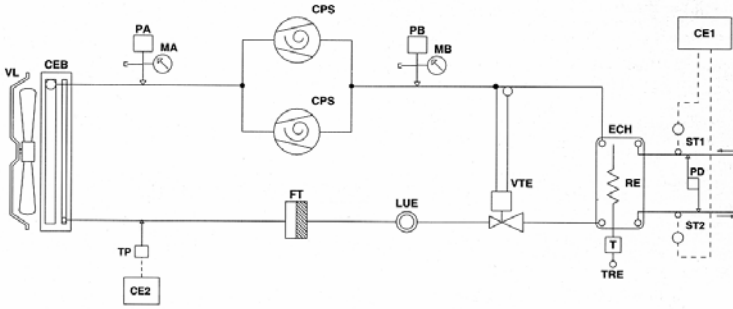 CPS
PA
MA
PB
MB
CE1
VL
CEB
CPS
ECH
ST1
FT
LUE
VTE
RE
PD
TP
T
ST2
CE2
TRE